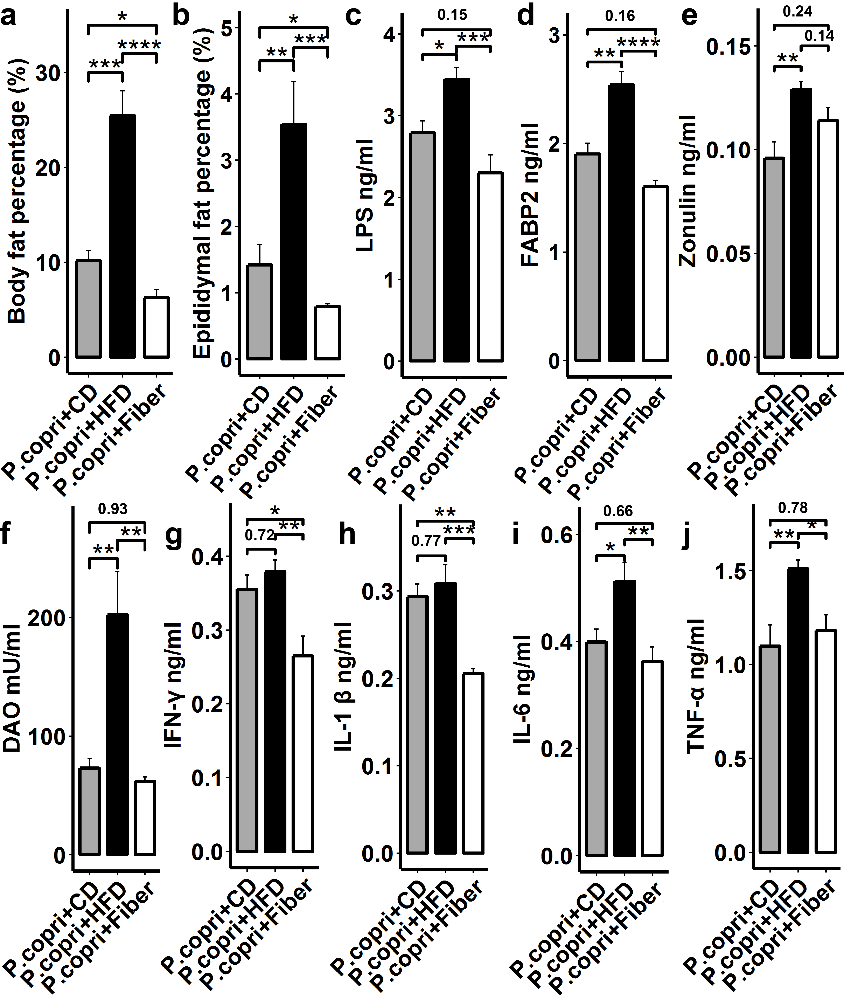 a
*
****
***
Body fat percentage (%)
30
20
10
0
P.copri+CD
P.copri+HFD
P.copri+Fiber
b
*
***
**
Epididymal fat percentage (%)
5
4
3
2
1
0
P.copri+CD
P.copri+HFD
P.copri+Fiber
c
0.15
***
*
LPS ng/ml
4
3
2
1
0
P.copri+CD
P.copri+HFD
P.copri+Fiber
d
0.16
****
**
FABP2 ng/ml
3
2
1
0
P.copri+CD
P.copri+HFD
P.copri+Fiber
e
0.24
0.14
**
Zonulin ng/ml
0.15
0.10
0.05
0.00
P.copri+CD
P.copri+HFD
P.copri+Fiber
f
0.93
**
**
DAO mU/ml
200
100
0
P.copri+CD
P.copri+HFD
P.copri+Fiber
g
*
**
0.72
IFN-γ ng/ml
0.4
0.3
0.2
0.1
0.0
P.copri+CD
P.copri+HFD
P.copri+Fiber
h
**
***
0.77
IL-1 β ng/ml
0.3
0.2
0.1
0.0
P.copri+CD
P.copri+HFD
P.copri+Fiber
i
0.66
**
*
IL-6 ng/ml
0.6
0.4
0.2
0.0
P.copri+CD
P.copri+HFD
P.copri+Fiber
j
0.78
*
**
TNF-α ng/ml
1.5
1.0
0.5
0.0
P.copri+CD
P.copri+HFD
P.copri+Fiber